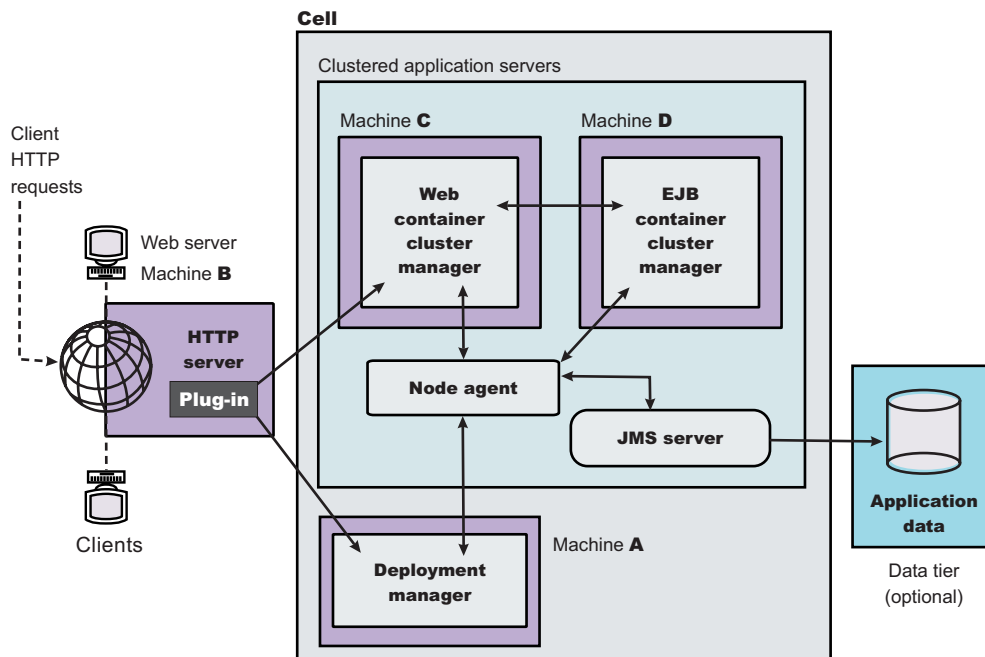 Cell
Clustered application servers
Machine C
Machine D
Client
HTTP
requests
Web
container
cluster
manager
EJB
container
cluster
manager
Web server
Machine B
HTTP
server
Plug-in
Node agent
JMS server
Application
data
Clients
Machine A
Deployment
manager
Data tier
(optional)